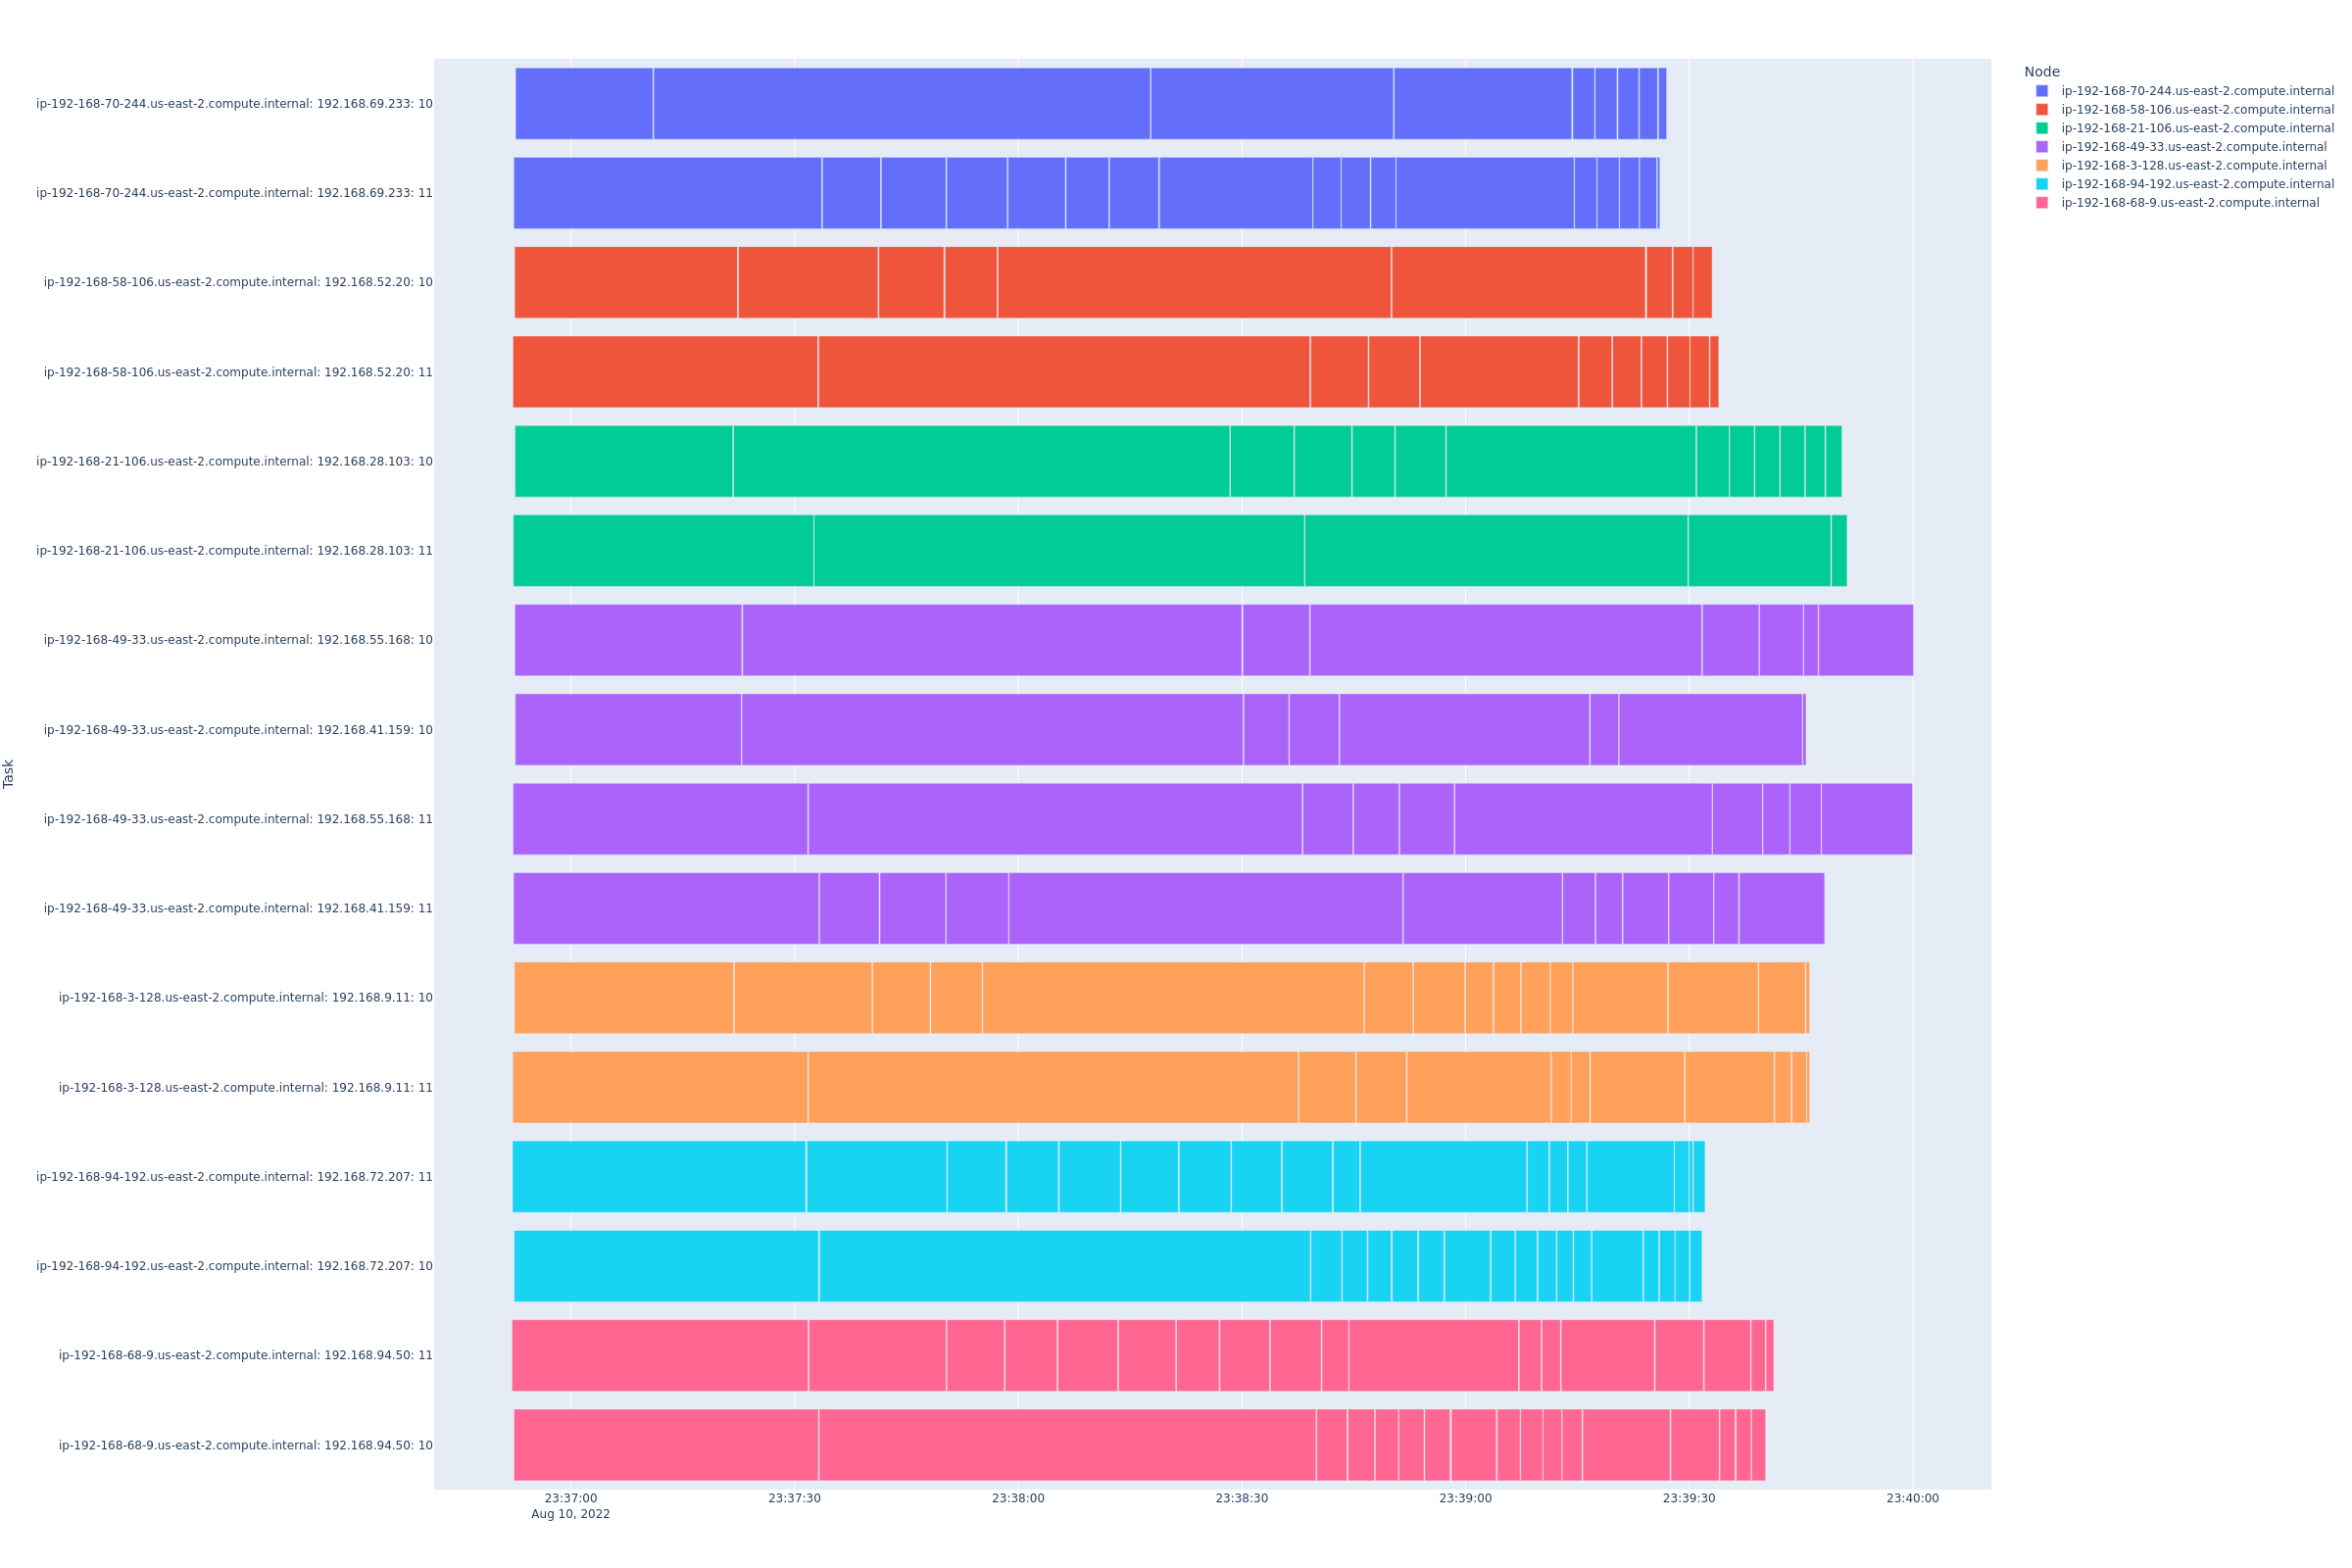 ip-192-168-70-244.us-east-2.compute.internal: 192.168.69.233: 10
ip-192-168-70-244.us-east-2.compute.internal: 192.168.69.233: 11
ip-192-168-58-106.us-east-2.compute.internal: 192.168.52.20: 10
ip-192-168-58-106.us-east-2.compute.internal: 192.168.52.20: 11
ip-192-168-21-106.us-east-2.compute.internal: 192.168.28.103: 10
ip-192-168-21-106.us-east-2.compute.internal: 192.168.28.103: 11
ip-192-168-49-33.us-east-2.compute.internal: 192.168.55.168: 10
ip-192-168-49-33.us-east-2.compute.internal: 192.168.41.159: 10
ip-192-168-49-33.us-east-2.compute.internal: 192.168.55.168: 11
ip-192-168-49-33.us-east-2.compute.internal: 192.168.41.159: 11
ip-192-168-3-128.us-east-2.compute.internal: 192.168.9.11: 10
ip-192-168-3-128.us-east-2.compute.internal: 192.168.9.11: 11
ip-192-168-94-192.us-east-2.compute.internal: 192.168.72.207: 11
ip-192-168-94-192.us-east-2.compute.internal: 192.168.72.207: 10
ip-192-168-68-9.us-east-2.compute.internal: 192.168.94.50: 11
ip-192-168-68-9.us-east-2.compute.internal: 192.168.94.50: 10
Task
23:37:00 23:37:30 23:38:00 23:38:30 23:39:00 23:39:30 23:40:00
Aug 10, 2022
Node
ip-192-168-70-244.us-east-2.compute.internal
ip-192-168-58-106.us-east-2.compute.internal
ip-192-168-21-106.us-east-2.compute.internal
ip-192-168-49-33.us-east-2.compute.internal
ip-192-168-3-128.us-east-2.compute.internal
ip-192-168-94-192.us-east-2.compute.internal
ip-192-168-68-9.us-east-2.compute.internal